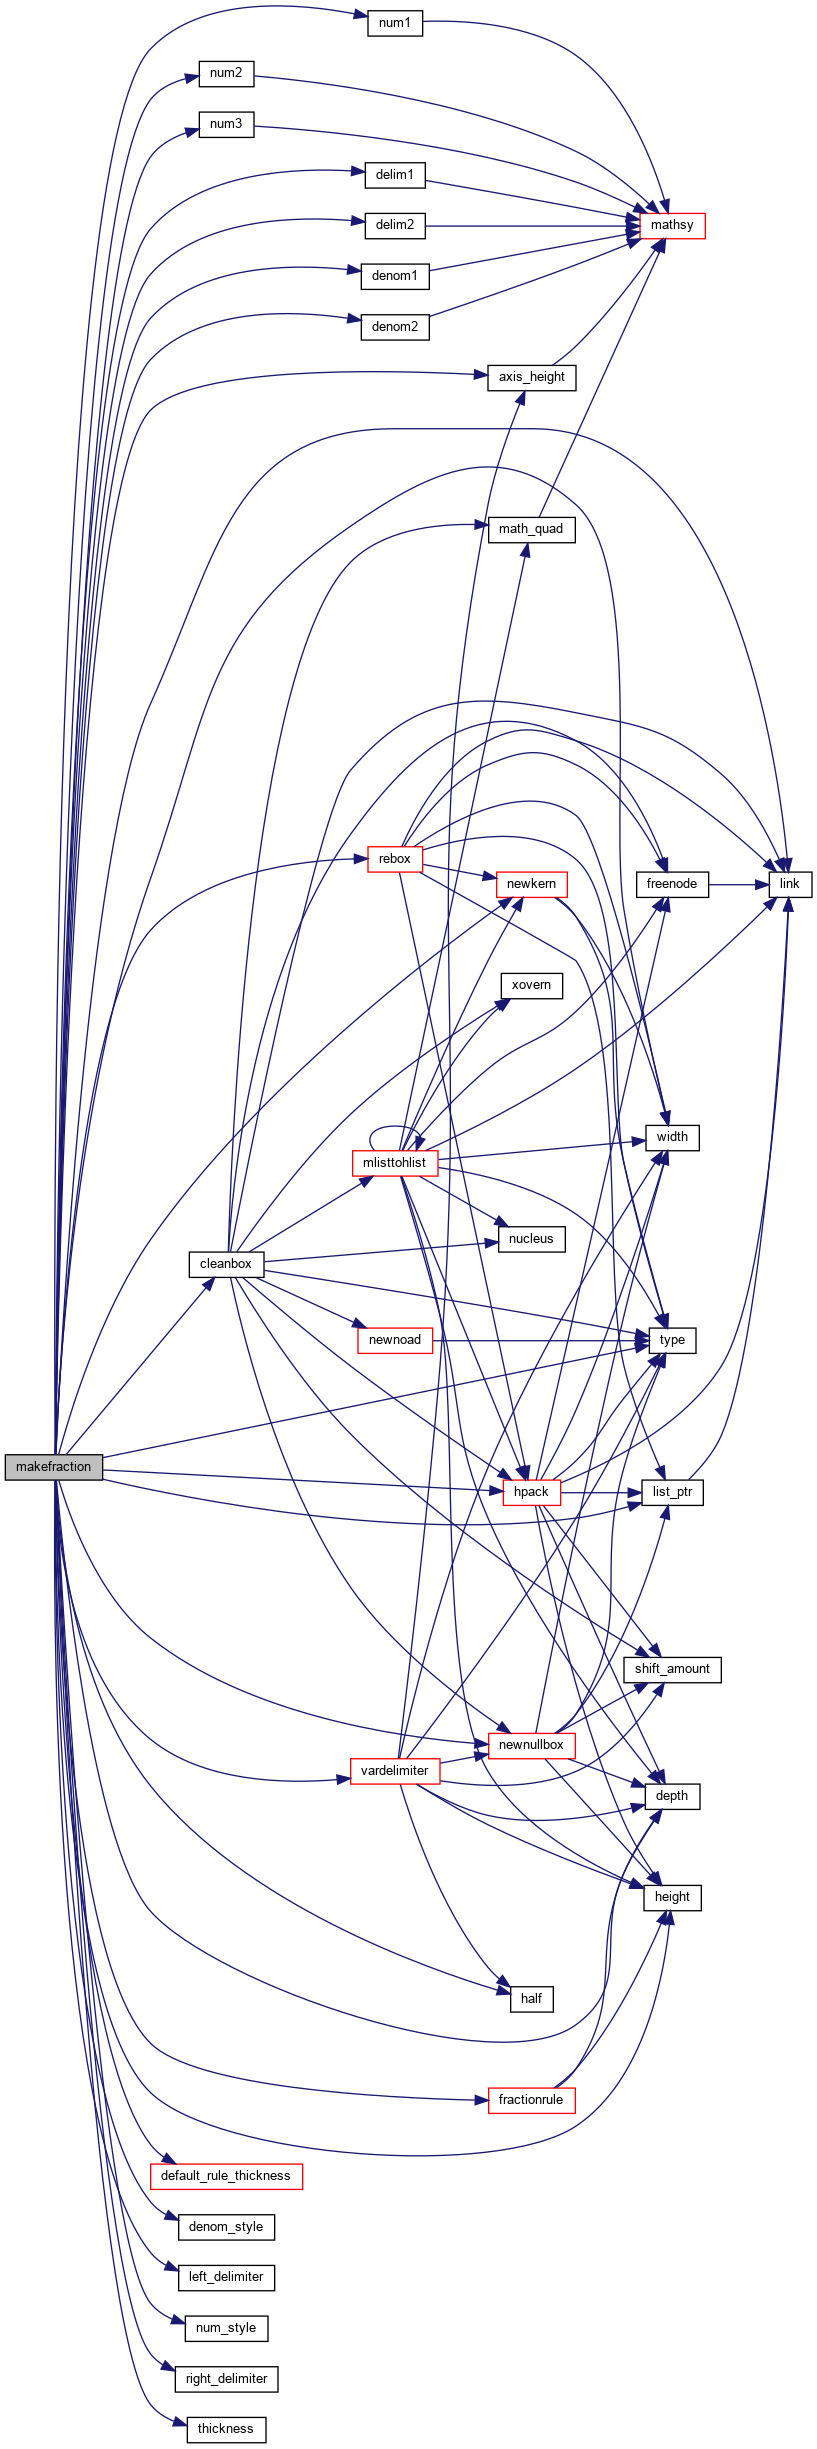 num1
num2
num3
delim1
delim2
mathsy
denom1
denom2
axis_height
math_quad
rebox
newkern
freenode
link
xovern
width
mlisttohlist
nucleus
cleanbox
newnoad
type
makefraction
hpack
list_ptr
shift_amount
newnullbox
vardelimiter
depth
height
half
fractionrule
default_rule_thickness
denom_style
left_delimiter
num_style
right_delimiter
thickness